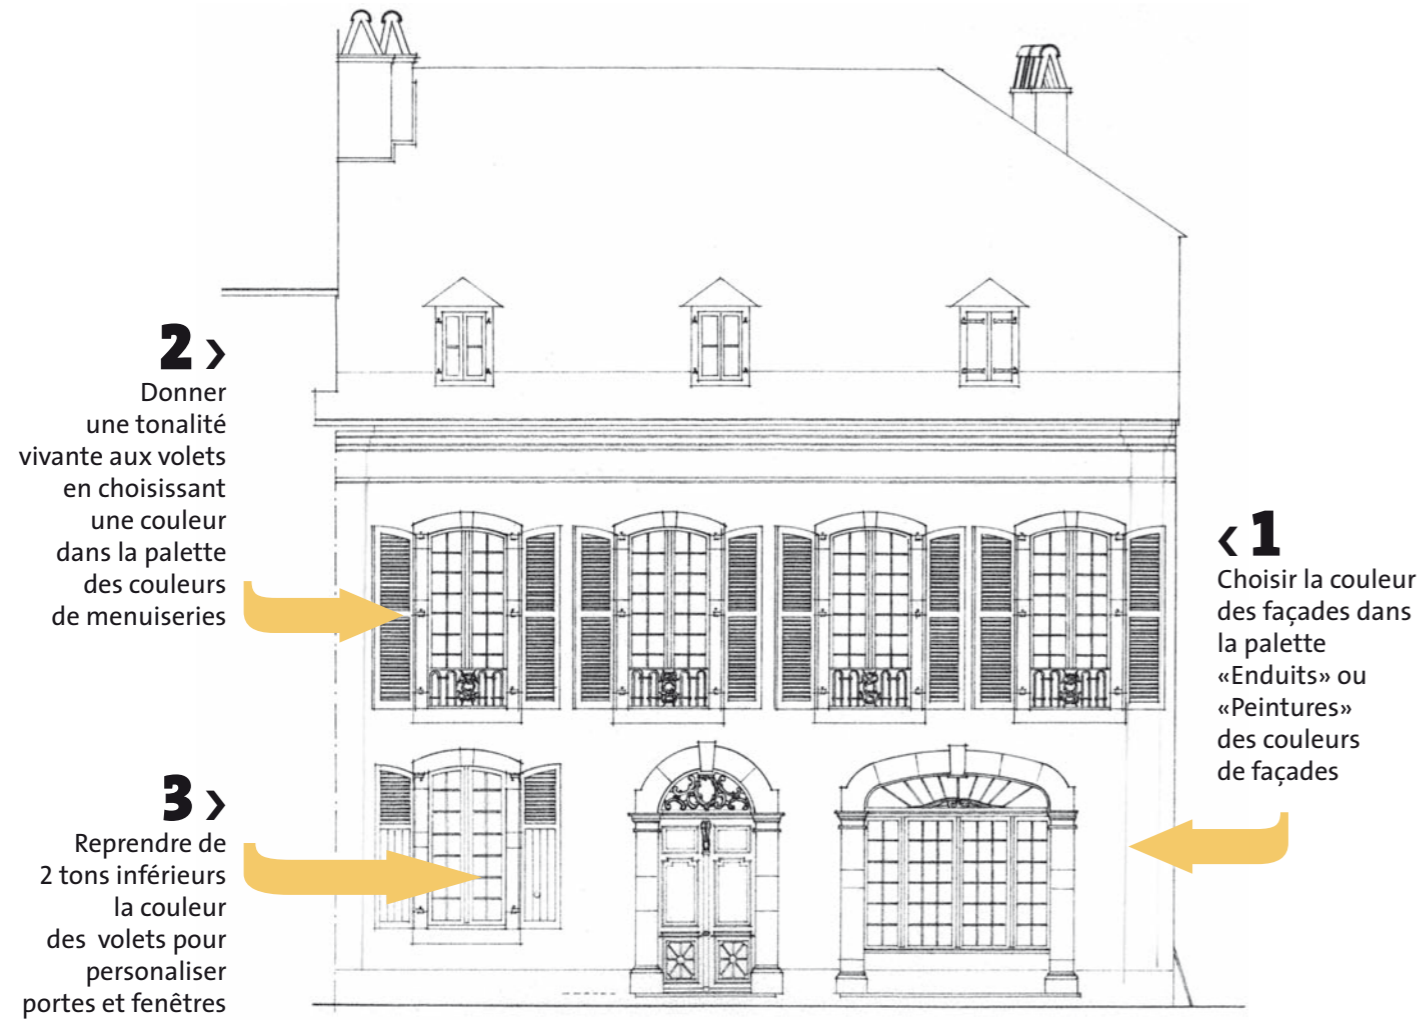 2 ›
Donner
une tonalité
vivante aux volets
en choisissant
une couleur
dans la palette
des couleurs
de menuiseries
‹ 1
Choisir la couleur
des façades dans
la palette
«Enduits» ou
«Peintures»
des couleurs
de façades
3 ›
Reprendre de
2 tons inférieurs
la couleur
des volets pour
personaliser
portes et fenêtres